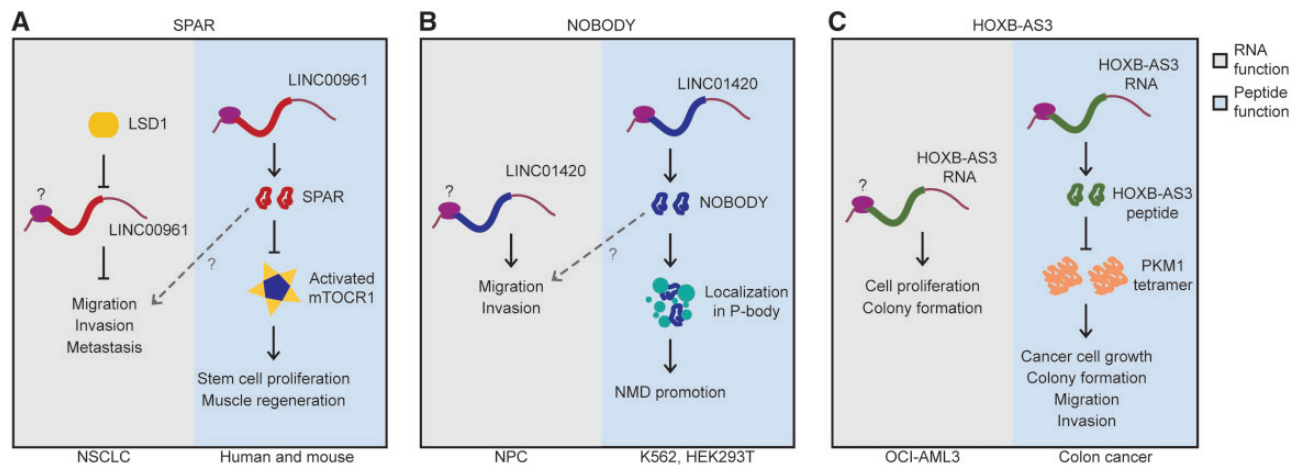 A
SPAR
LSD1
?
LINC00961
Migration
Invasion
Metastasis
NSCLC
LINC00961
SPAR
?
Activated
mTOCR1
Stem cell proliferation
Muscle regeneration
Human and mouse
B
NOBODY
?
LINC01420
Migration
Invasion
NPC
LINC01420
NOBODY
?
Localization
in P-body
NMD promotion
K562, HEK293T
C
HOXB-AS3
?
HOXB-AS3
RNA
Cell proliferation
Colony formation
OCI-AML3
HOXB-AS3
RNA
HOXB-AS3
peptide
PKM1
tetramer
Cancer cell growth
Colony formation
Migration
Invasion
Colon cancer
RNA
function
Peptide
function